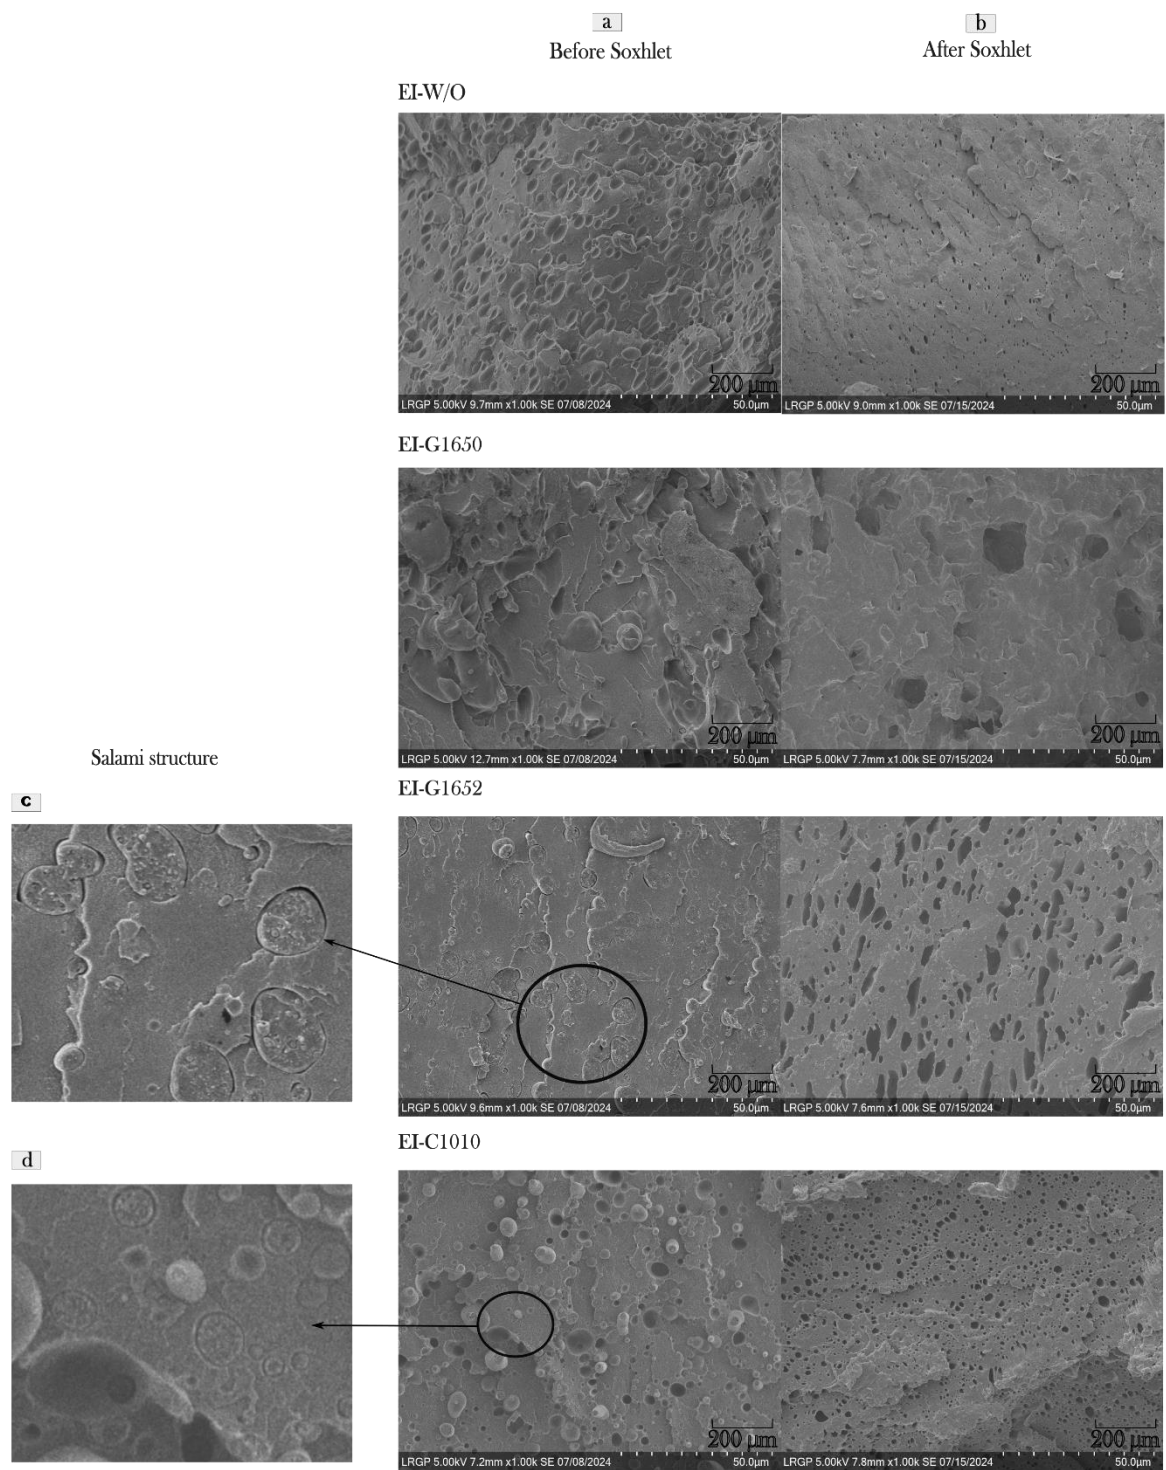 a
b
Before Soxhlet
After Soxhlet
EI-W/O
200 µm
200 µm
LRGP 5.00kV 9.7mm x1.00k SE 07/08/2024
50.0µm
LRGP 5.00kV 9.0mm x1.00k SE 07/15/2024
50.0µm
EI-G1650
200 µm
200 µm
LRGP 5.00kV 12.7mm x1.00k SE 07/08/2024
50.0µm
LRGP 5.00kV 7.7mm x1.00k SE 07/15/2024
50.0µm
Salami structure
EI-G1652
c
200 µm
200 µm
LRGP 5.00kV 9.6mm x1.00k SE 07/08/2024
50.0µm
LRGP 5.00kV 7.6mm x1.00k SE 07/15/2024
50.0µm
EI-C1010
d
200 µm
200 µm
LRGP 5.00kV 7.2mm x1.00k SE 07/08/2024
50.0µm
LRGP 5.00kV 7.8mm x1.00k SE 07/15/2024
50.0µm